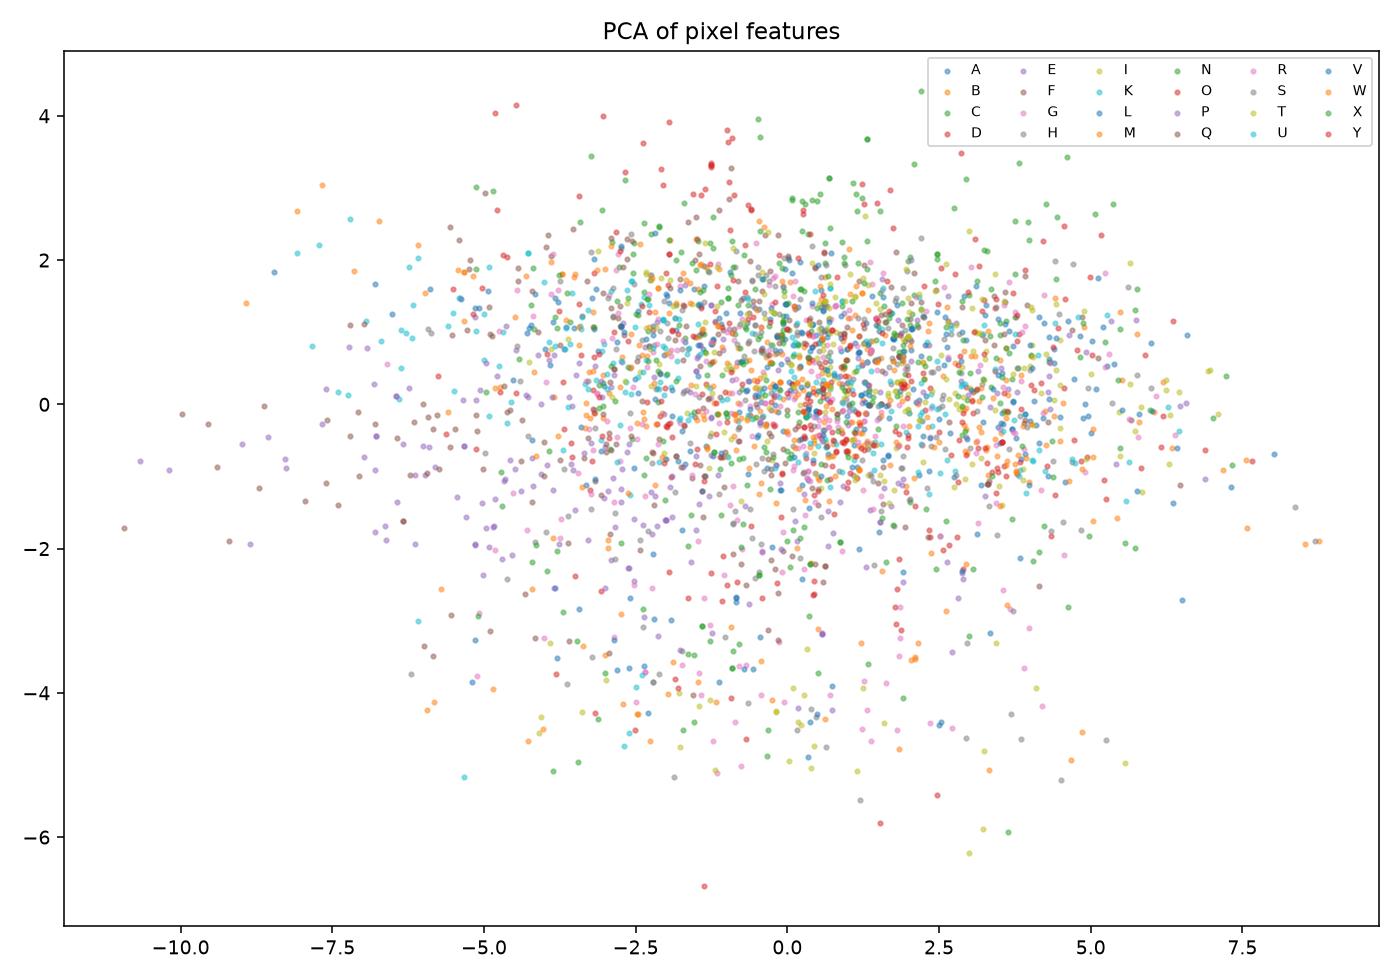 PCA of pixel features
A E I N R V
B F K O S W
C G L P T X
D H M Q U Y
4
2
0
−2
−4
−6
−10.0 −7.5 −5.0 −2.5 0.0 2.5 5.0 7.5